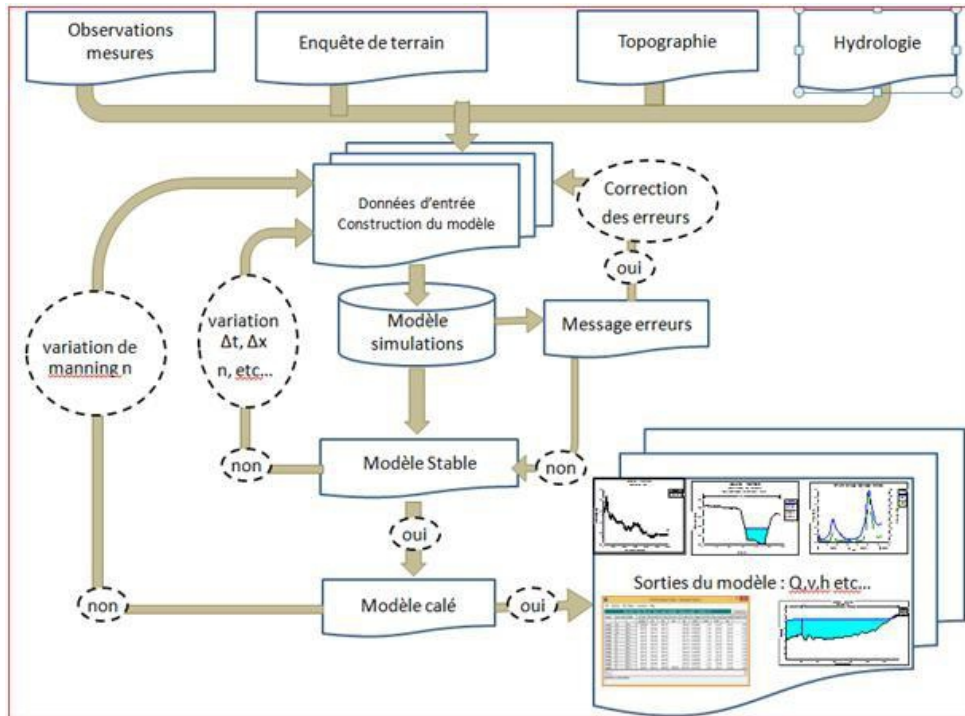 Observations
mesures
Enquête de terrain
Topographie
Hydrologie
Données d'entrée
Construction du modèle
Correction
des erreurs
oui
variation de
manning n
variation
Δt, Δx
n, etc...
Modèle
simulations
Message erreurs
non
Modèle Stable
non
oui
non
Modèle calé
oui
Sorties du modèle : Q,v,h etc...